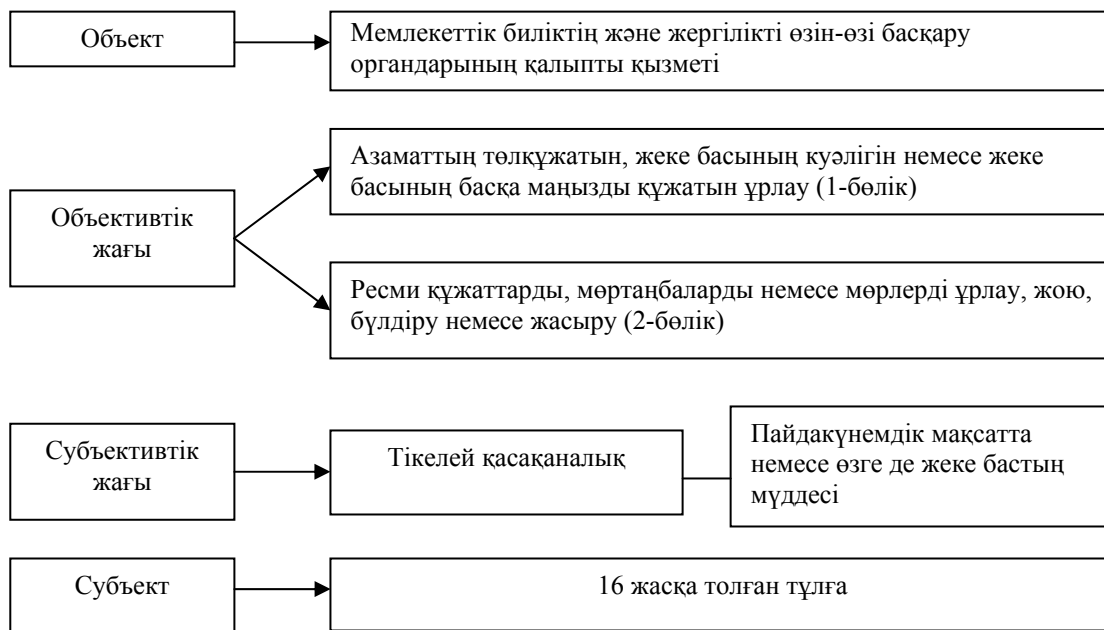 Объект
Мемлекеттік биліктің және жергілікті өзін-өзі басқару
органдарының қалыпты қызметі
Объективтік
жағы
Азаматтың төлқұжатын, жеке басының куәлігін немесе жеке
басының басқа маңызды құжатын ұрлау (1-бөлік)
Ресми құжаттарды, мөртаңбаларды немесе мөрлерді ұрлау, жою,
бүлдіру немесе жасыру (2-бөлік)
Субъективтік
жағы
Тікелей қасақаналық
Пайдакүнемдік мақсатта
немесе өзге де жеке бастың
мүддесі
Субъект
16 жасқа толған тұлға